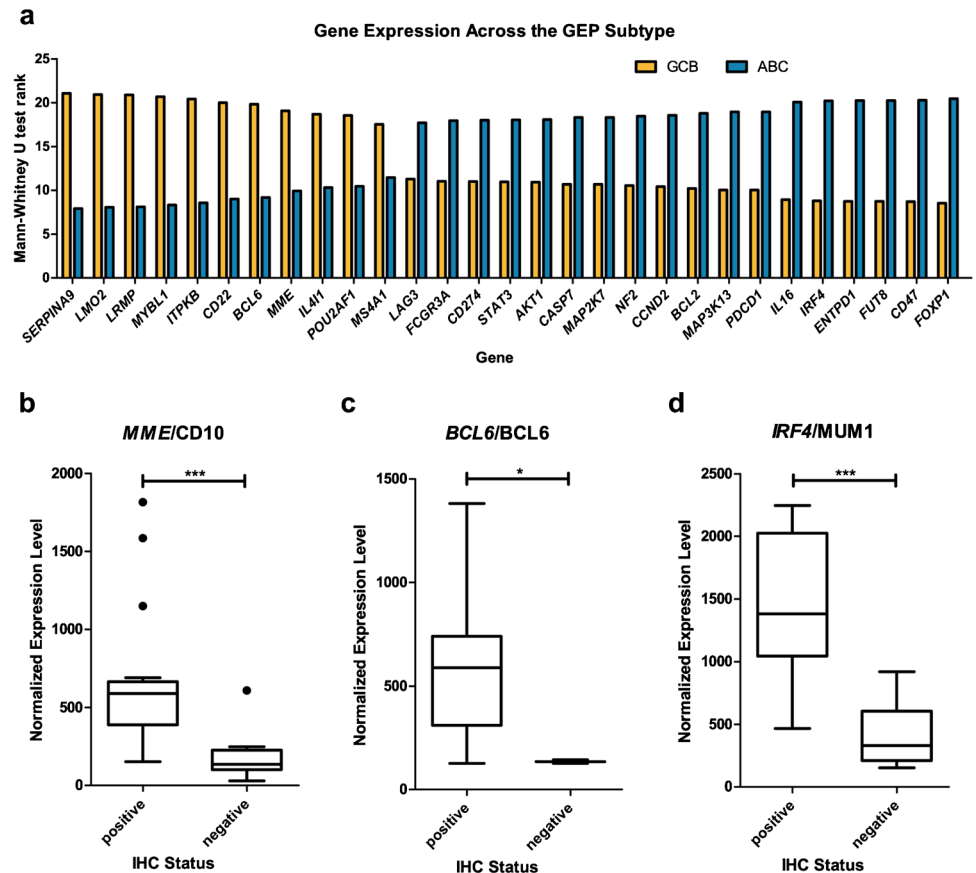 a
Gene Expression Across the GEP Subtype
GCB ABC
Mann-Whitney U test rank
25
20
15
10
5
0
SERPINA9 LMO2 LRMP MYBL1 ITPKB CD22 BCL6 MME IL4I1 POU2AF1 MS4A1 LAG3 FCGR3A CD274 STAT3 AKT1 CASP7 MAP2K7 NF2 CCND2 BCL2 MAP3K13 PDCD1 IL16 IRF4 ENTPD1 FUT8 CD47 FOXP1
Gene
b
MME/CD10
***
Normalized Expression Level
2000
1500
1000
500
0
positive negative
IHC Status
c
BCL6/BCL6
*
Normalized Expression Level
1500
1000
500
0
positive negative
IHC Status
d
IRF4/MUM1
***
Normalized Expression Level
2500
2000
1500
1000
500
0
positive negative
IHC Status